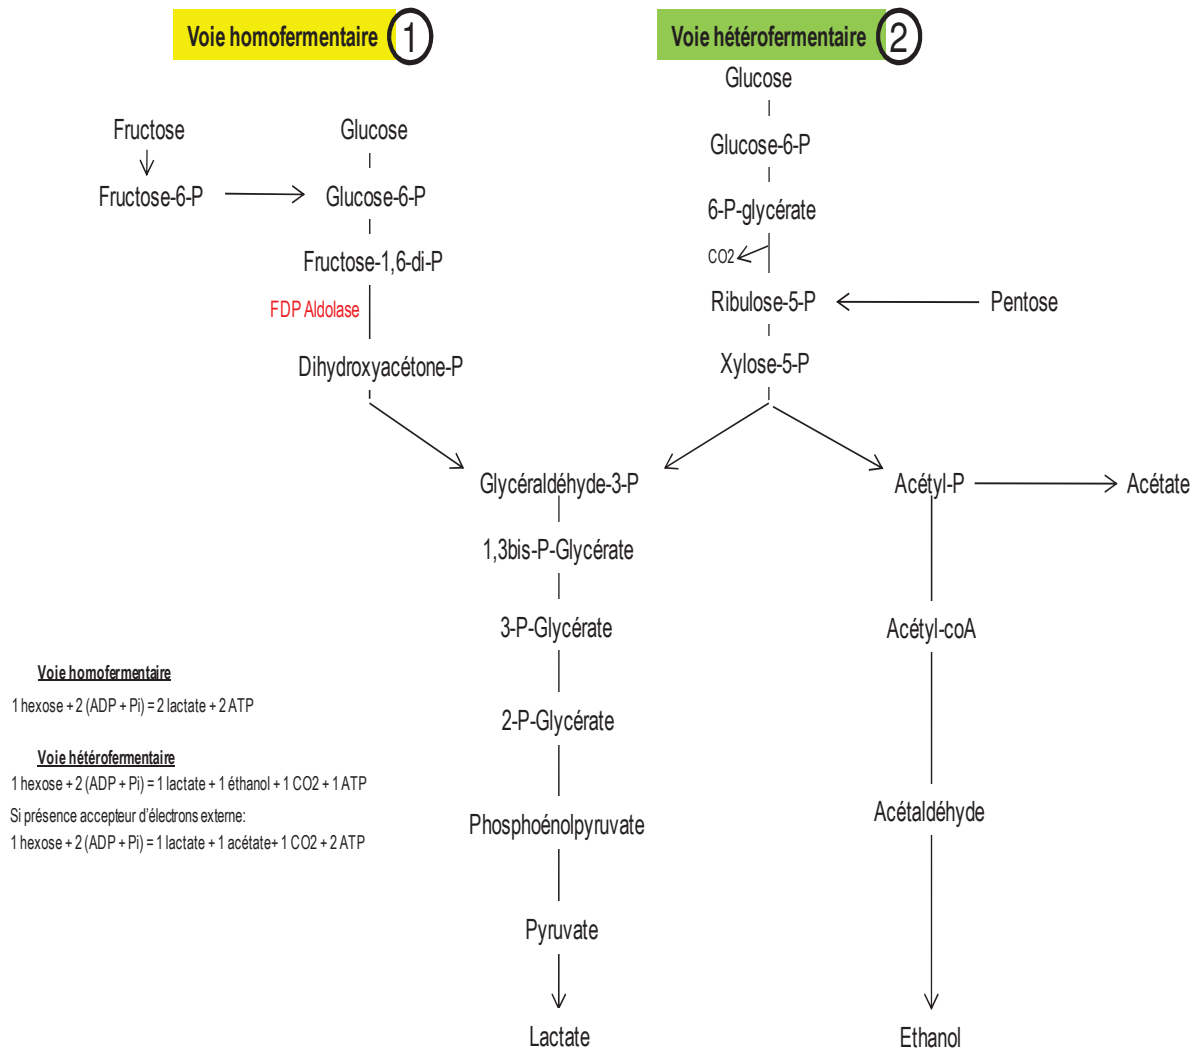 Voie homofermentaire 1
Voie hétérofermentaire 2
Fructose
Glucose
Fructose-6-P
Glucose-6-P
Fructose-1,6-di-P
FDP Aldolase
Dihydroxyacétone-P
Glucose
Glucose-6-P
6-P-glycérate
CO2
Ribulose-5-P
Pentose
Xylose-5-P
Glycéraldéhyde-3-P
Acétyl-P
Acétate
1,3bis-P-Glycérate
3-P-Glycérate
2-P-Glycérate
Phosphoénolpyruvate
Pyruvate
Lactate
Acétyl-coA
Acétaldéhyde
Ethanol
Voie homofermentaire
1 hexose + 2 (ADP + Pi) = 2 lactate + 2 ATP
Voie hétérofermentaire
1 hexose + 2 (ADP + Pi) = 1 lactate + 1 éthanol + 1 CO2 + 1 ATP
Si présence accepteur d'électrons externe:
1 hexose + 2 (ADP + Pi) = 1 lactate + 1 acétate+ 1 CO2 + 2 ATP